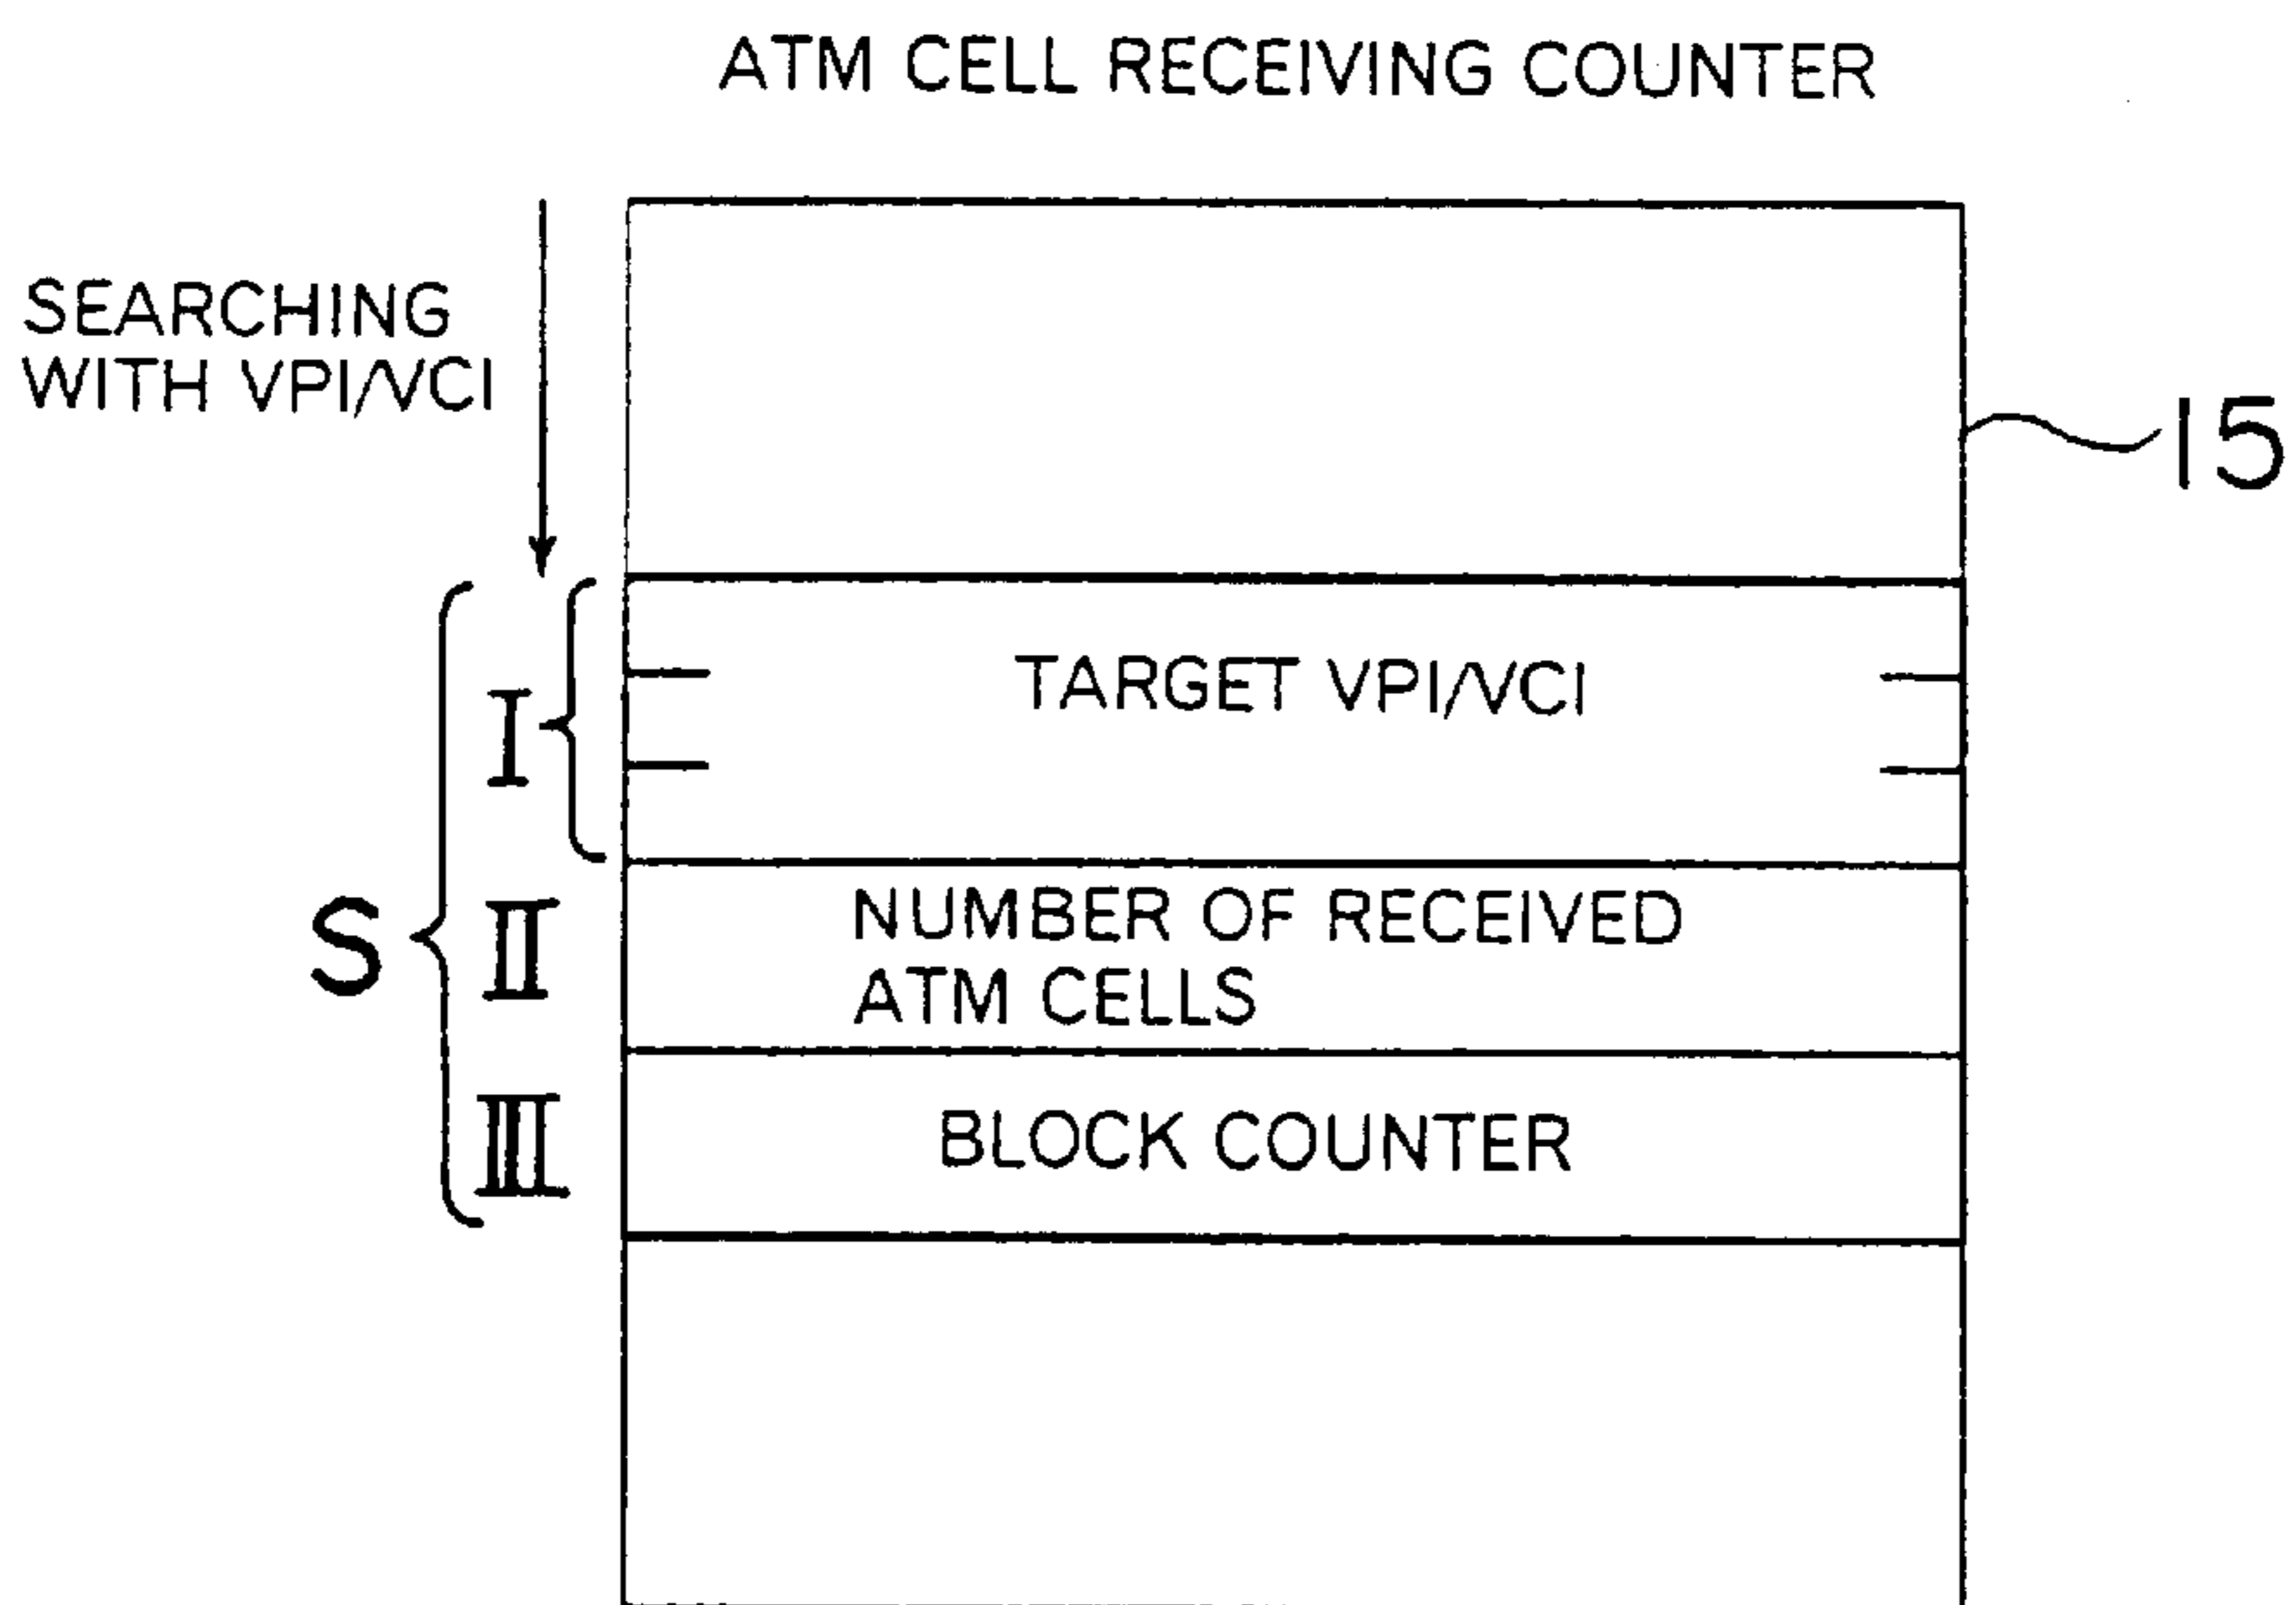 ATM CELL RECEIVING COUNTER
SEARCHING
WITH VPI/VCI
15
TARGET VPI/VCI
I
NUMBER OF RECEIVED
ATM CELLS
S
II
BLOCK COUNTER
III